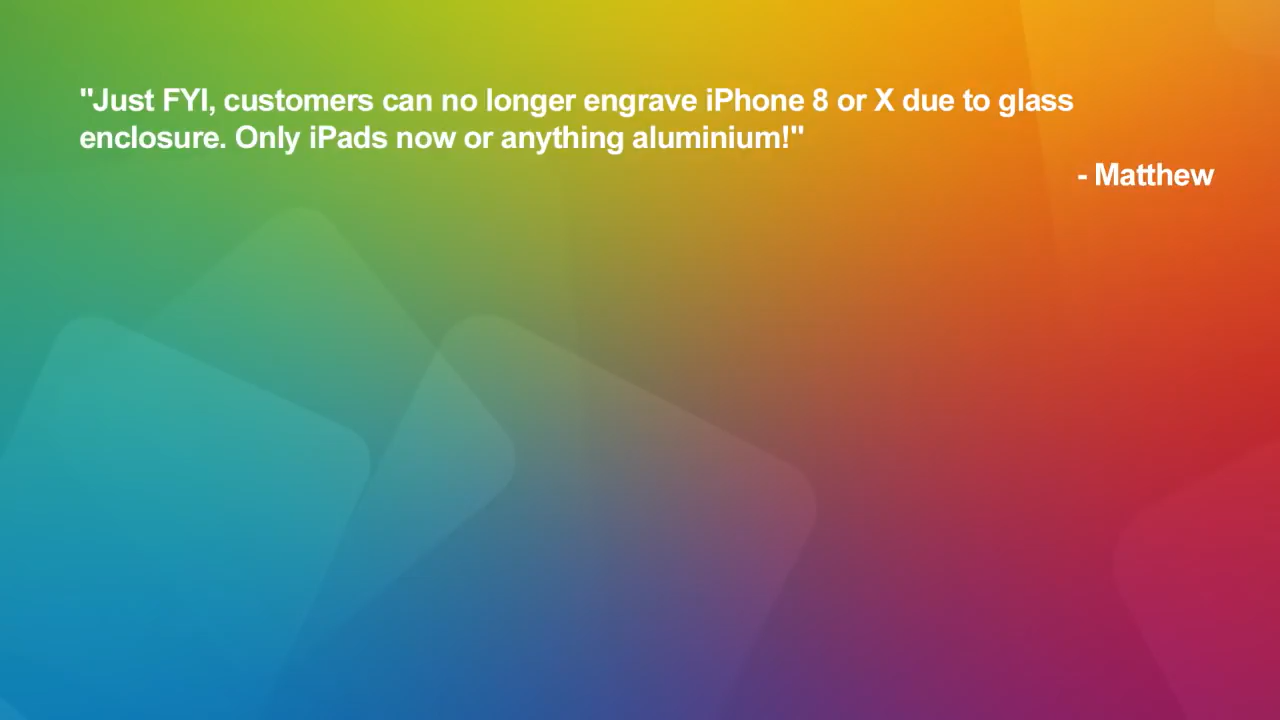 "Just FYI, customers can no longer engrave iPhone 8 or X due to glass
enclosure. Only iPads now or anything aluminium!"
- Matthew